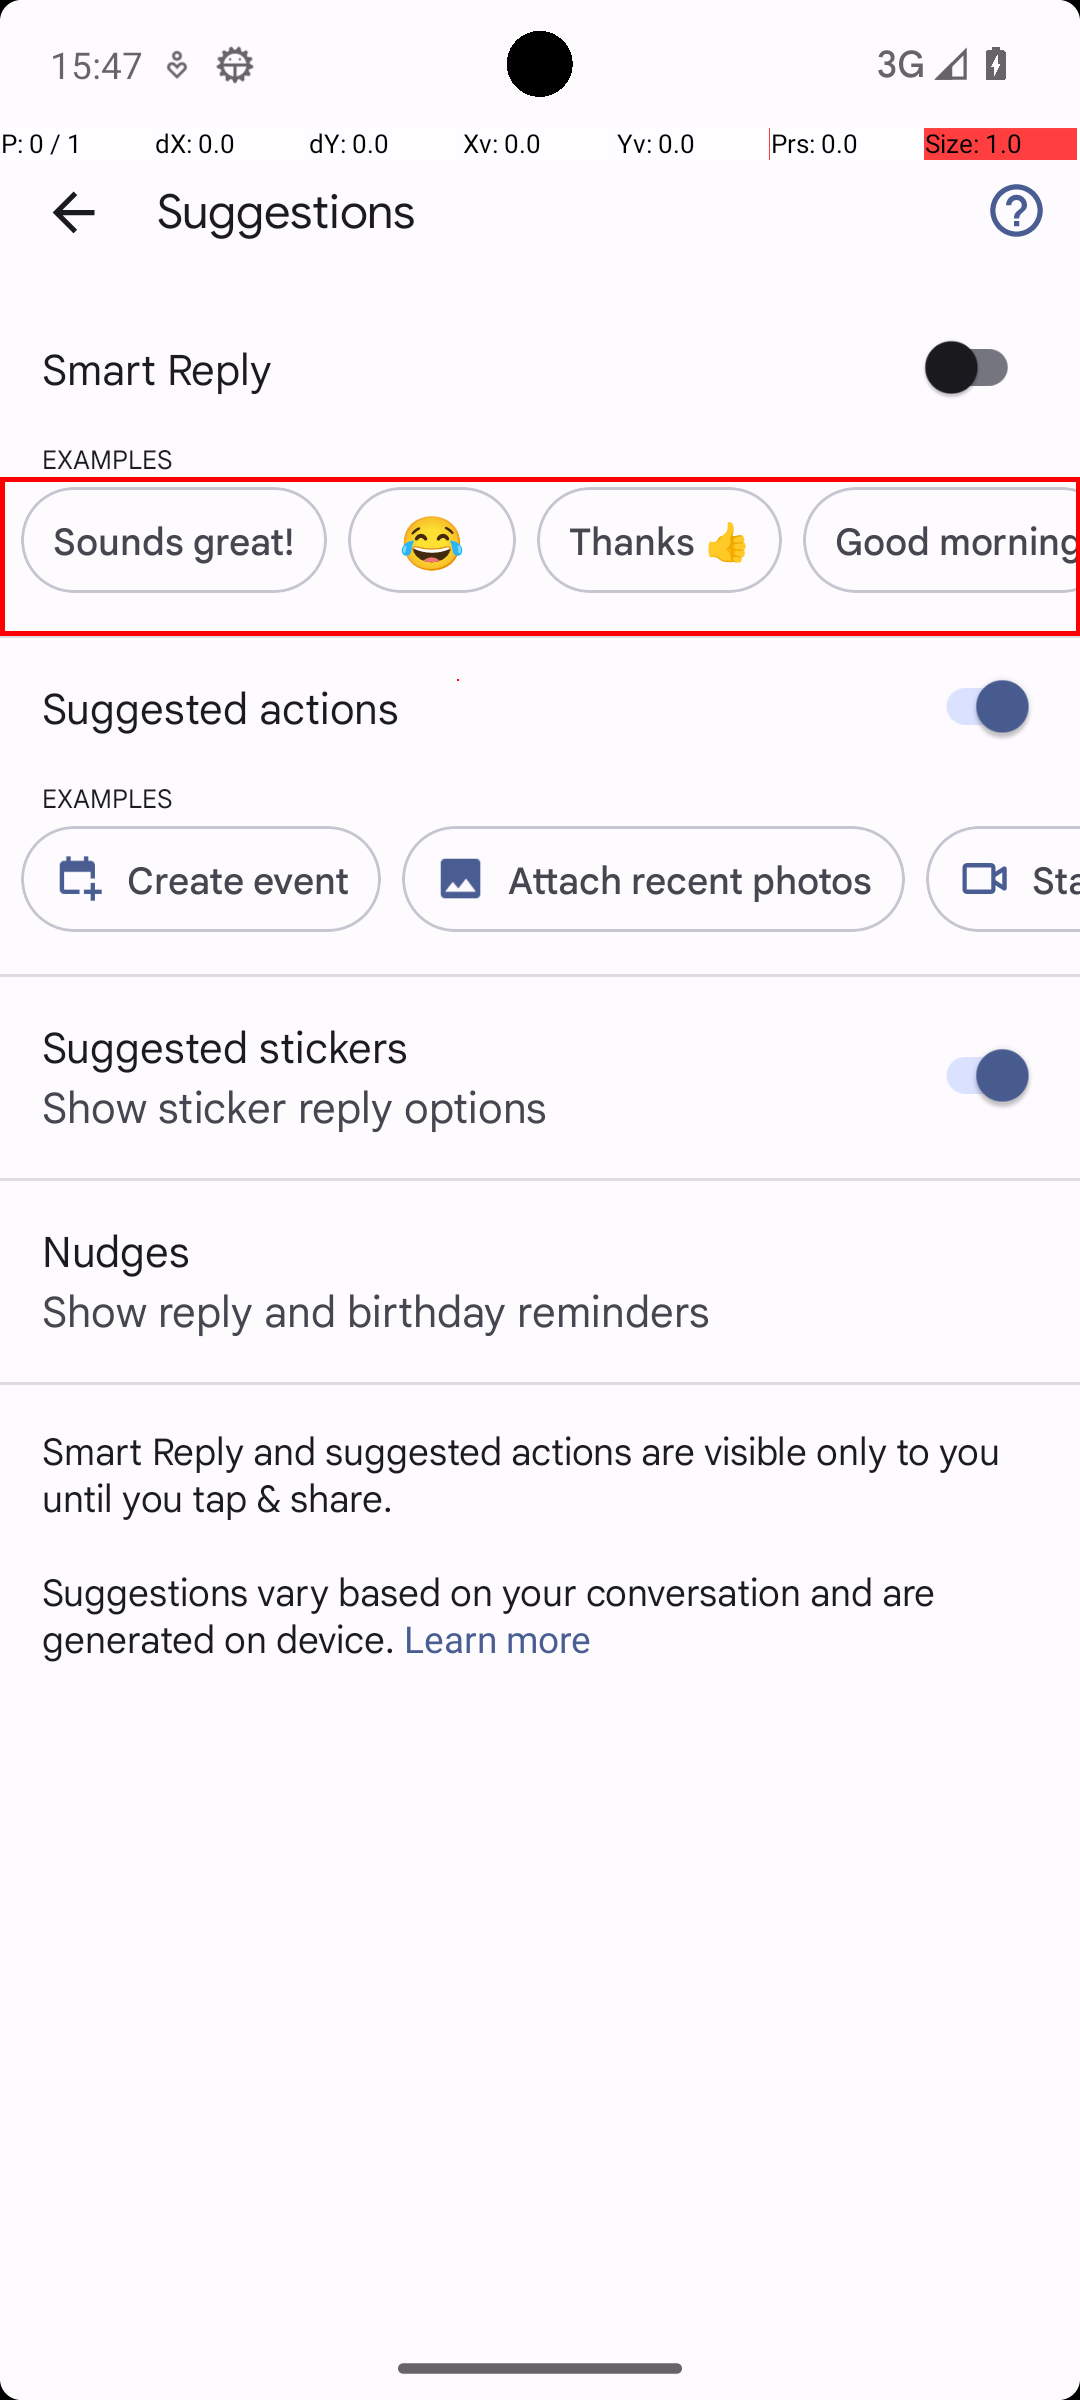 15:47
3G
P: 0 / 1 dX: 0.0 dY: 0.0 Xv: 0.0 Yv: 0.0 Prs: 0.0 Size: 1.0
Suggestions
Smart Reply
EXAMPLES
Sounds great! 😂 Thanks 👍 Good morning
Suggested actions
EXAMPLES
Create event Attach recent photos Sta
Suggested stickers
Show sticker reply options
Nudges
Show reply and birthday reminders
Smart Reply and suggested actions are visible only to you
until you tap & share.
Suggestions vary based on your conversation and are
generated on device. Learn more